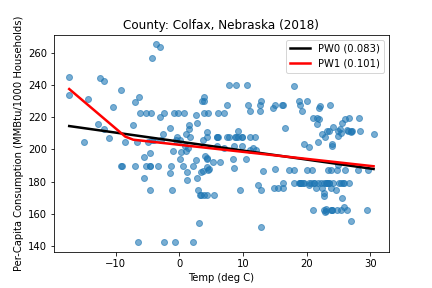 County: Colfax, Nebraska (2018)
PW0 (0.083)
PW1 (0.101)
Per-Capita Consumption (MMBtu/1000 Households)
260
240
220
200
180
160
140
−10
0
10
20
30
Temp (deg C)